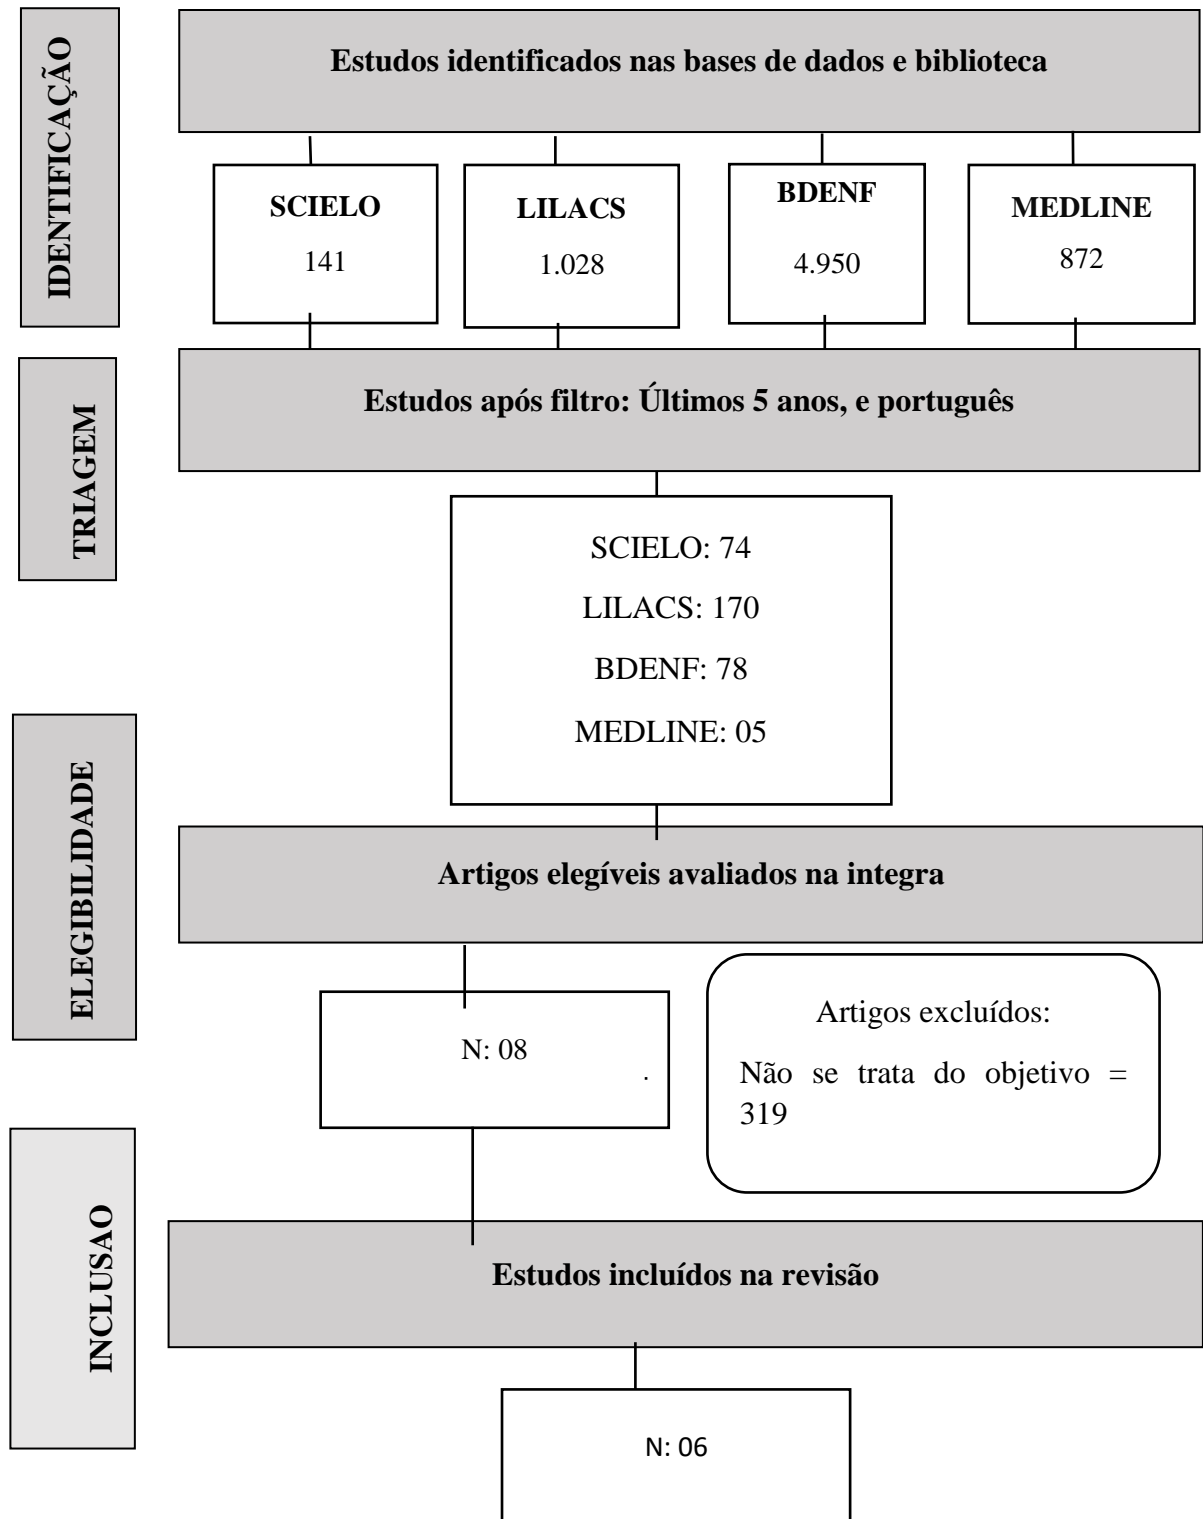 IDENTIFICAÇÃO
Estudos identificados nas bases de dados e biblioteca
SCIELO
141
LILACS
1.028
BDENF
4.950
MEDLINE
872
TRIAGEM
Estudos após filtro: Últimos 5 anos, e português
SCIELO: 74
LILACS: 170
BDENF: 78
MEDLINE: 05
ELEGIBILIDADE
Artigos elegíveis avaliados na integra
N: 08
.
Artigos excluídos:
Não se trata do objetivo =
319
INCLUSAO
Estudos incluídos na revisão
N: 06